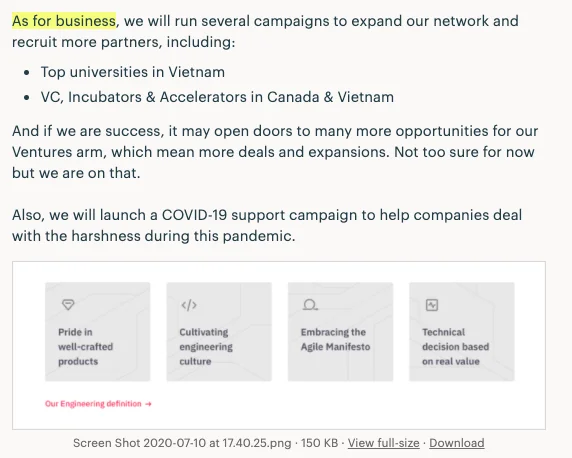 As for business, we will run several campaigns to expand our network and
recruit more partners, including:
• Top universities in Vietnam
• VC, Incubators & Accelerators in Canada & Vietnam
And if we are success, it may open doors to many more opportunities for our
Ventures arm, which mean more deals and expansions. Not too sure for now
but we are on that.
Also, we will launch a COVID-19 support campaign to help companies deal
with the harshness during this pandemic.
Pride in
well-crafted
products
Cultivating
engineering
culture
Embracing the
Agile Manifesto
Technical
decision based
on real value
Our Engineering definition →
Screen Shot 2020-07-10 at 17.40.25.png · 150 KB · View full-size · Download